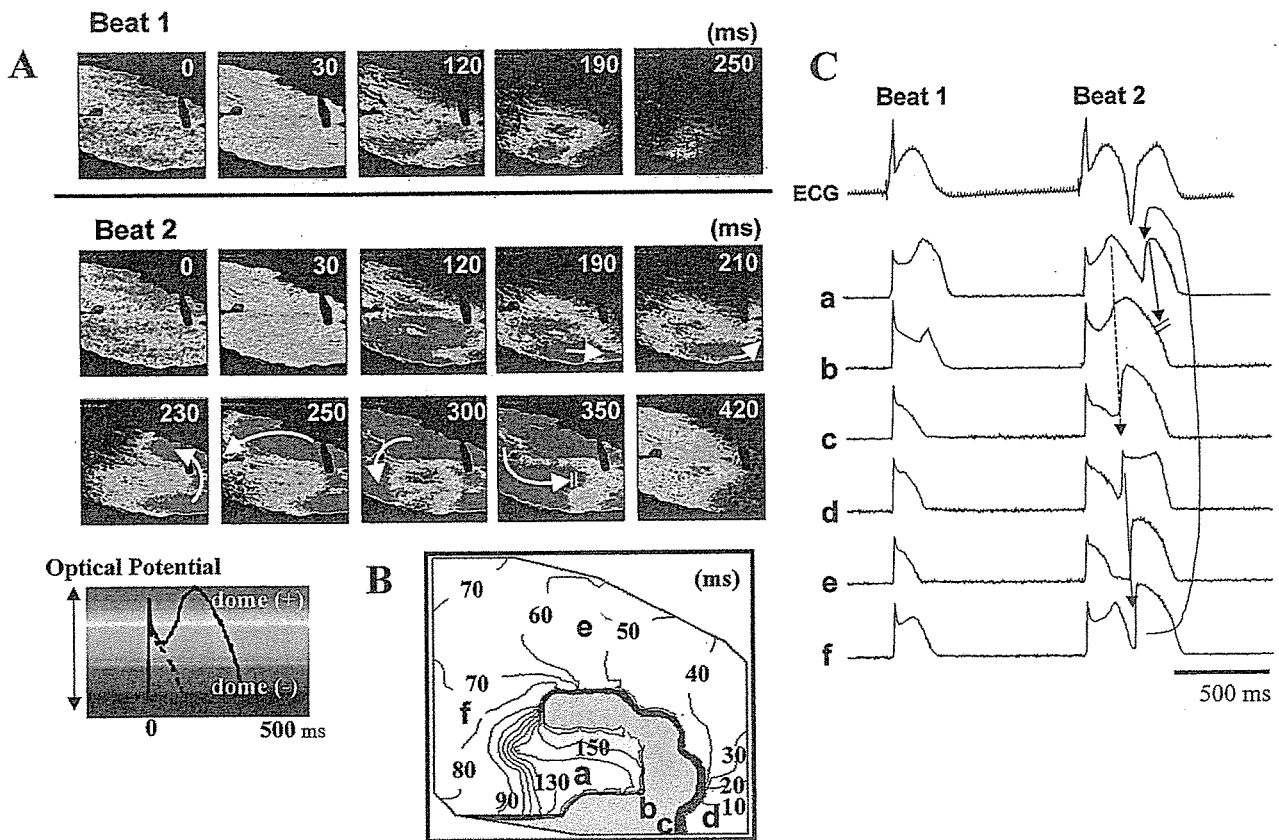 Beat 1
A
(ms)
0
30
120
190
250
Beat 2
(ms)
0
30
120
190
210
230
250
300
350
420
Optical Potential
dome (+)
dome (-)
0
500 ms
B
(ms)
70
60
e
50
40
70
f
80
90
130
150
a
b
c
d
30
20
10
C
Beat 1
Beat 2
ECG
a
b
c
d
e
f
500 ms